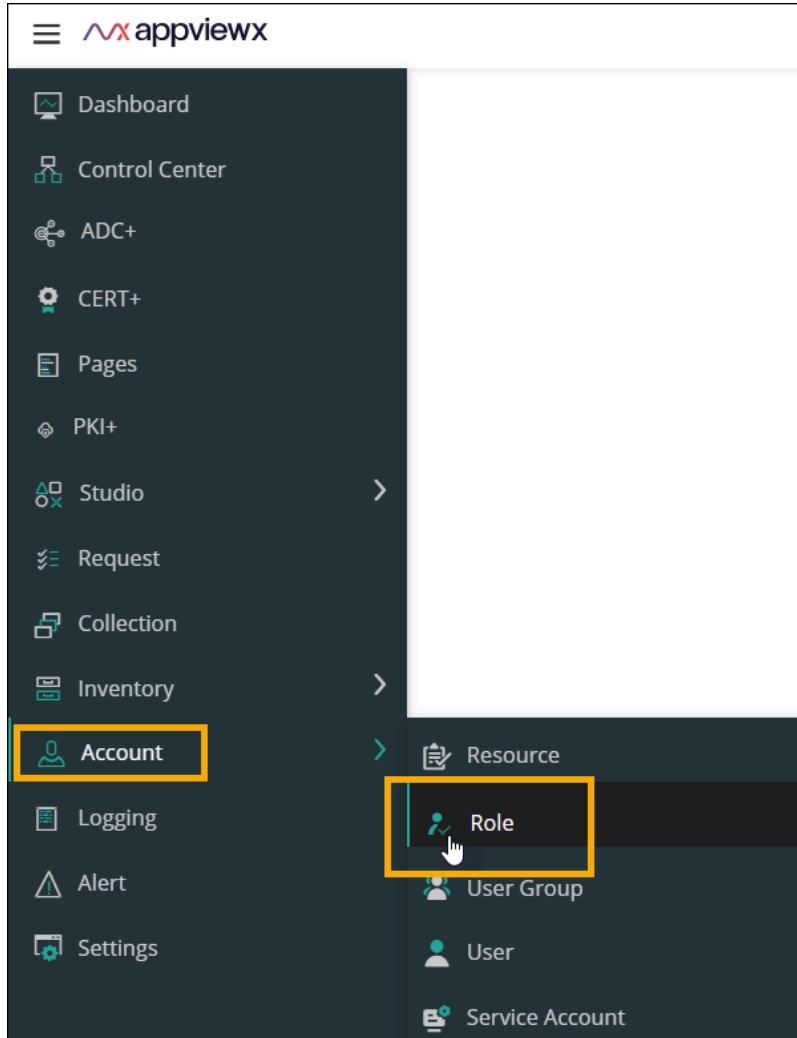 appviewx
Dashboard
Control Center
ADC+
CERT+
Pages
PKI+
Studio
Request
Collection
Inventory
Account
Logging
Alert
Settings
Resource
Role
User Group
User
Service Account